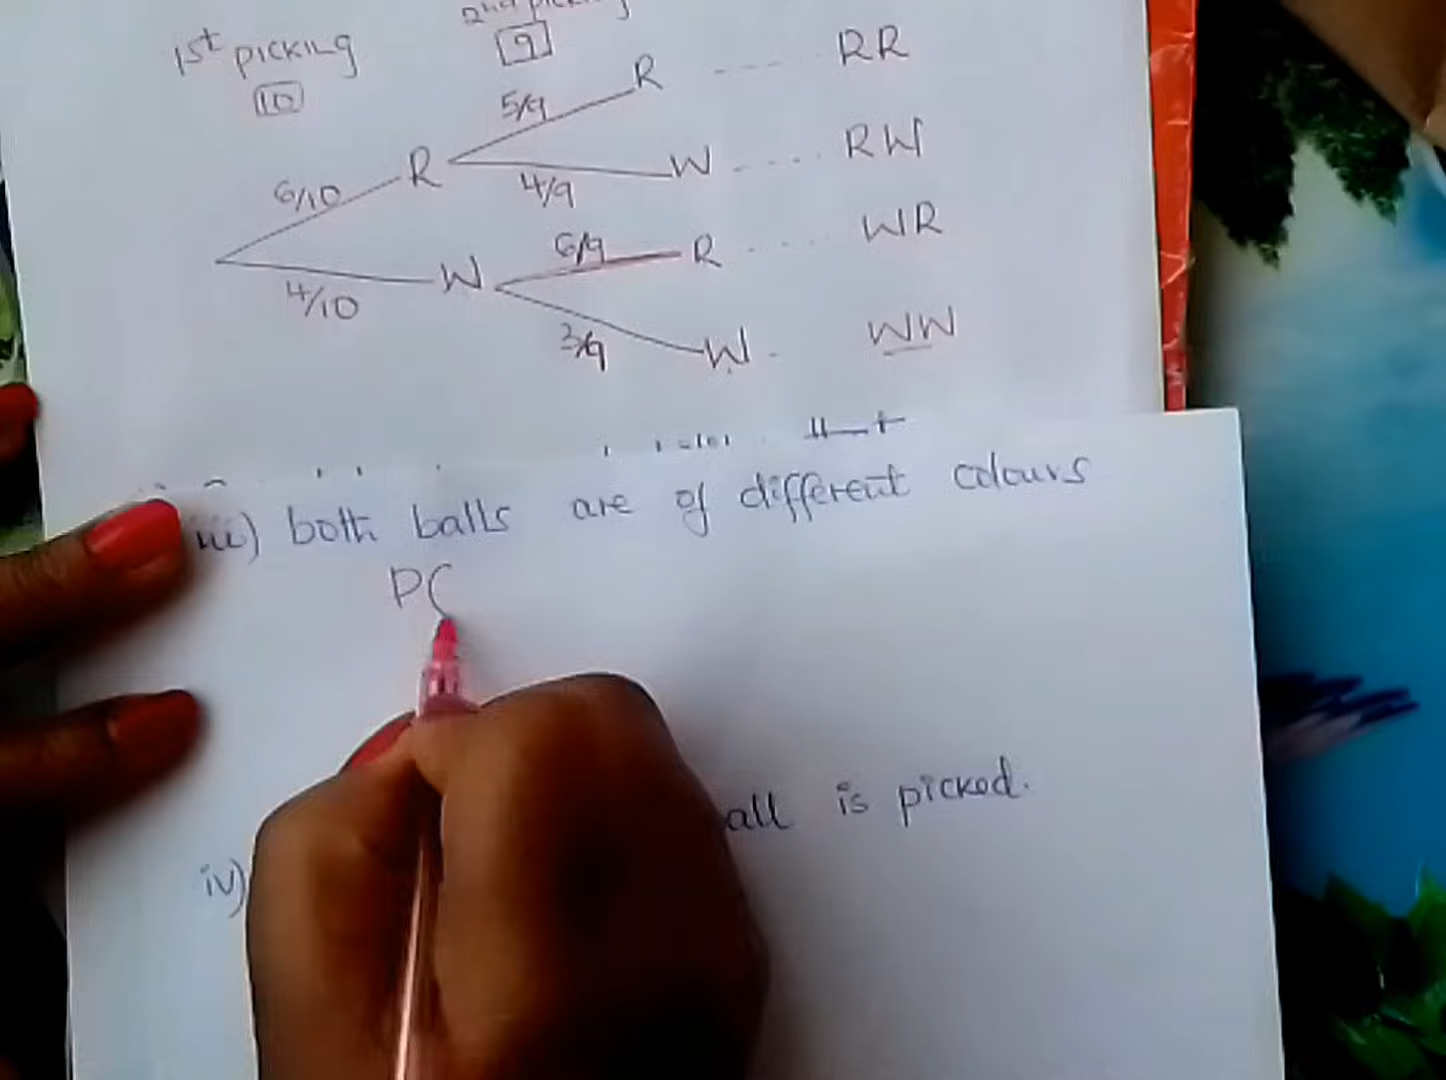 2nd picking
1st PICKING
9
10
R ------ RR
5/9
6/10 R
4/9 W ..... RW
6/9 R ..... WR
4/10 W
3/9 W. WW
iii) both balls are of different colours
P(
all is picked.
iv)